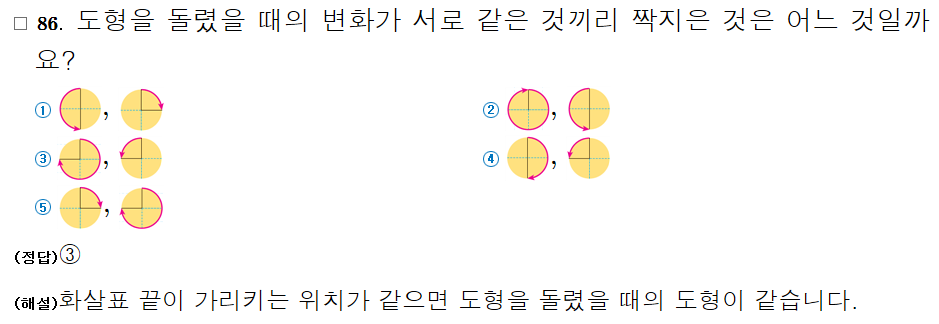 □ 86. 도형을 돌렸을 때의 변화가 서로 같은 것끼리 짝지은 것은 어느 것일까
요?
① , ② ,
③ , ④ ,
⑤ ,
(정답)③
(해설)화살표 끝이 가리키는 위치가 같으면 도형을 돌렸을 때의 도형이 같습니다.